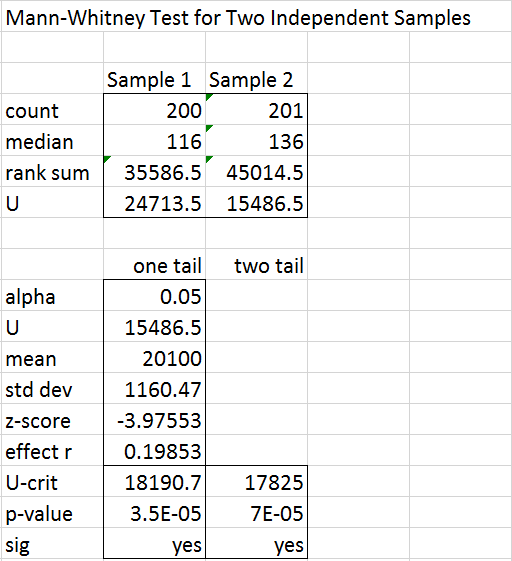 Mann-Whitney Test for Two Independent Samples
Sample 1 Sample 2
count 200 201
median 116 136
rank sum 35586.5 45014.5
U 24713.5 15486.5
one tail two tail
alpha 0.05
U 15486.5
mean 20100
std dev 1160.47
z-score -3.97553
effect r 0.19853
U-crit 18190.7 17825
p-value 3.5E-05 7E-05
sig yes yes